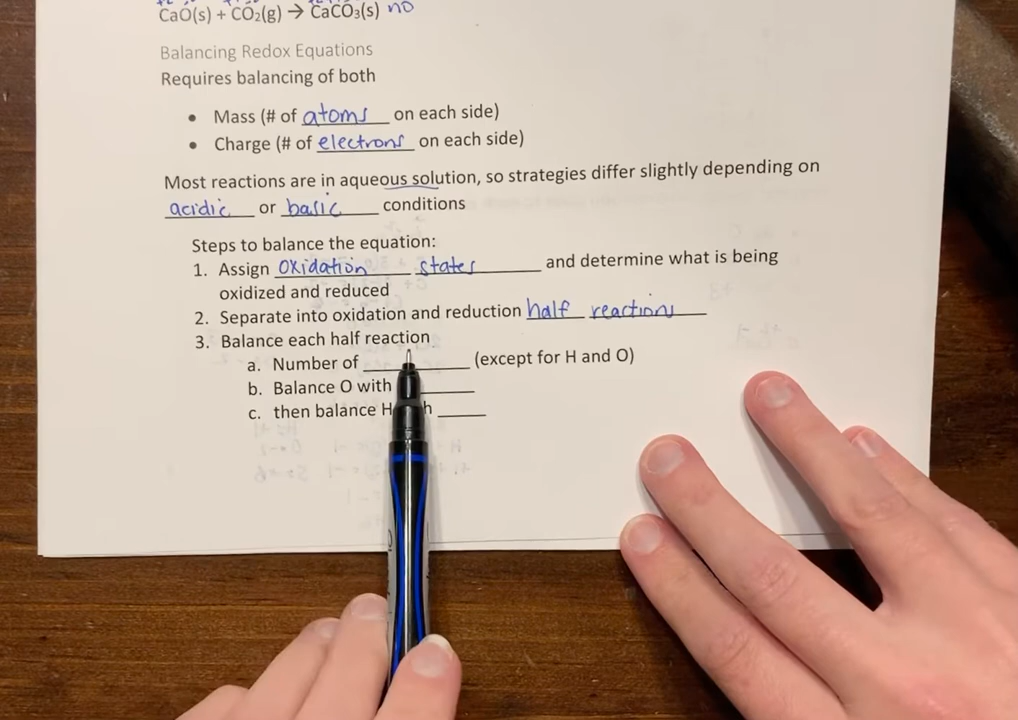 CaO(s) + CO₂(g) → CaCO₃(s) no
Balancing Redox Equations
Requires balancing of both
• Mass (# of atoms on each side)
• Charge (# of electrons on each side)
Most reactions are in aqueous solution, so strategies differ slightly depending on
acidic or basic conditions
Steps to balance the equation:
1. Assign oxidation states and determine what is being
oxidized and reduced
2. Separate into oxidation and reduction half reactions
3. Balance each half reaction
a. Number of ______ (except for H and O)
b. Balance O with ______
c. then balance H ______